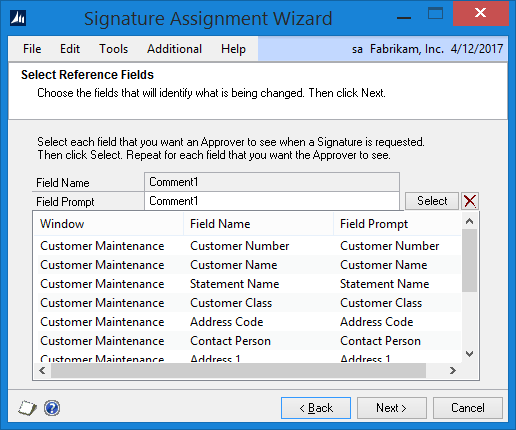 Signature Assignment Wizard
File Edit Tools Additional Help sa Fabrikam, Inc. 4/12/2017
Select Reference Fields
Choose the fields that will identify what is being changed. Then click Next.
Select each field that you want an Approver to see when a Signature is requested.
Then click Select. Repeat for each field that you want the Approver to see.
Field Name Comment1
Field Prompt Comment1 Select
Window Field Name Field Prompt
Customer Maintenance Customer Number Customer Number
Customer Maintenance Customer Name Customer Name
Customer Maintenance Statement Name Statement Name
Customer Maintenance Customer Class Customer Class
Customer Maintenance Address Code Address Code
Customer Maintenance Contact Person Contact Person
Customer Maintenance Address 1 Address 1
< Back Next > Cancel